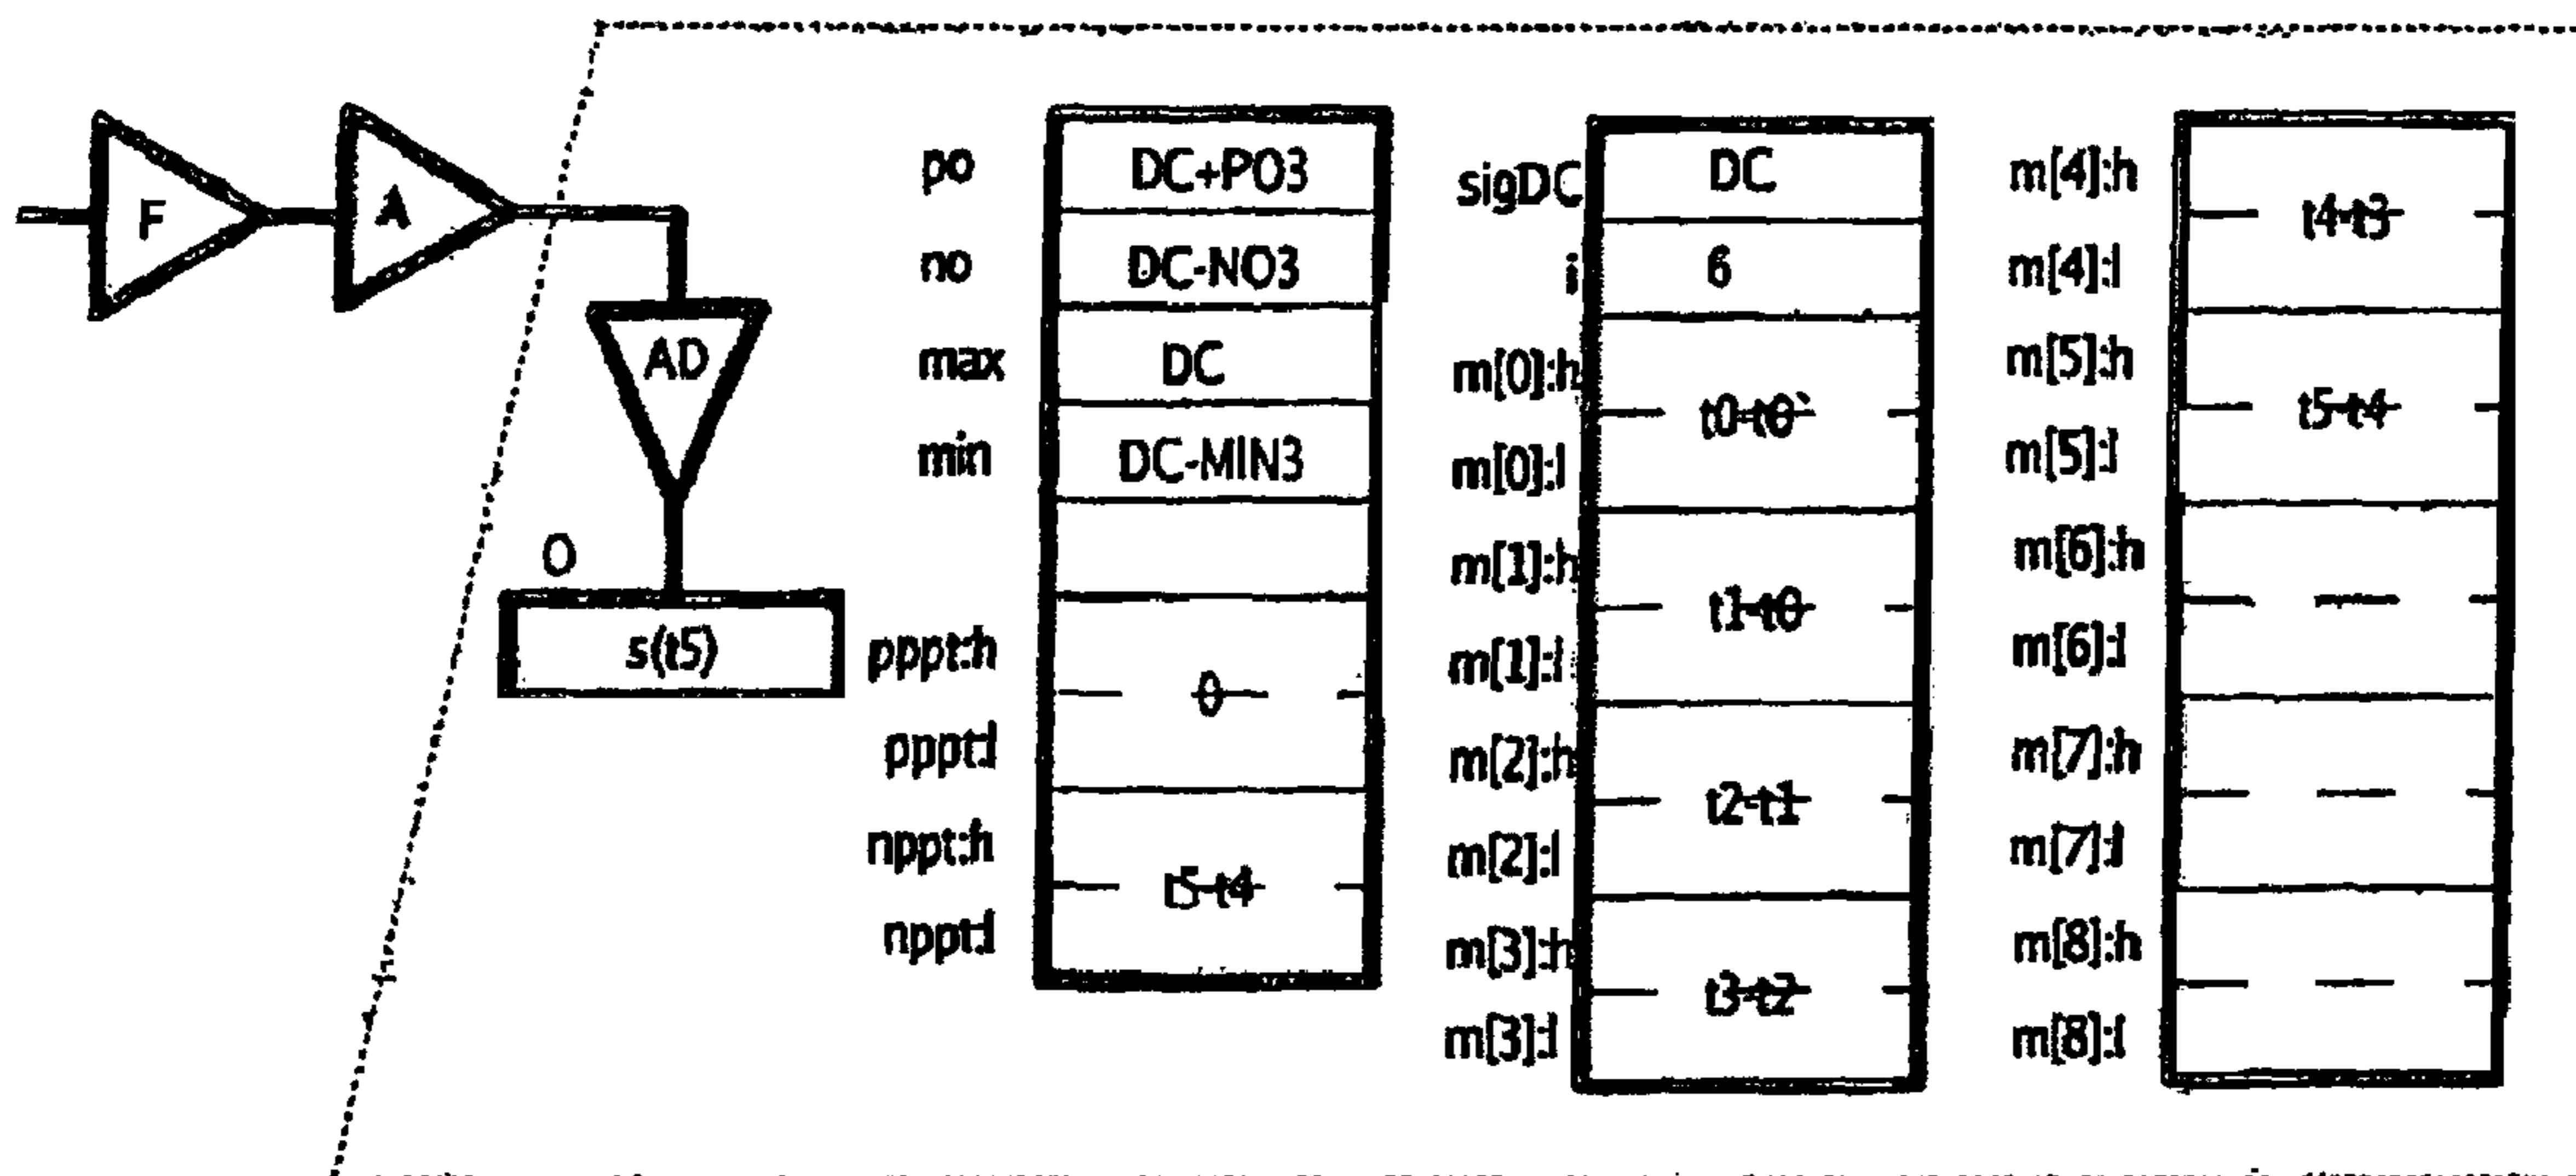 F
A
AD
O
s(t5)
po DC+PO3
no DC-NO3
max DC
min DC-MIN3
pppt:h
0
pppt:l
nppt:h
t5-t4
nppt:l
sigDC DC
i 6
m[0]:h
t0-t0`
m[0]:l
m[1]:h
t1-t0
m[1]:l
m[2]:h
t2-t1
m[2]:l
m[3]:h
t3-t2
m[3]:l
m[4]:h
t4-t3
m[4]:l
m[5]:h
t5-t4
m[5]:l
m[6]:h
m[6]:l
m[7]:h
m[7]:l
m[8]:h
m[8]:l